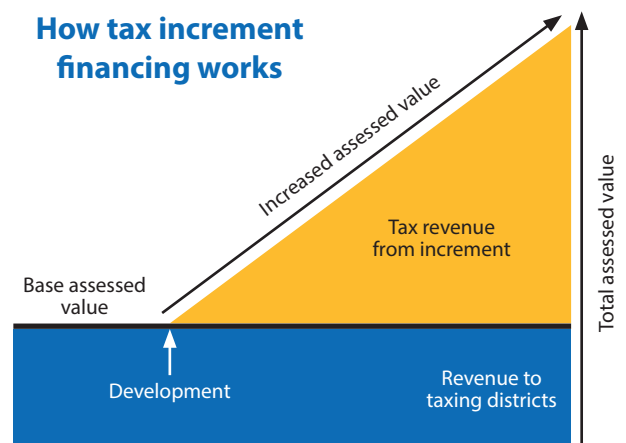 How tax increment
financing works
Increased assessed value
Total assessed value
Tax revenue
from increment
Base assessed
value
Development
Revenue to
taxing districts